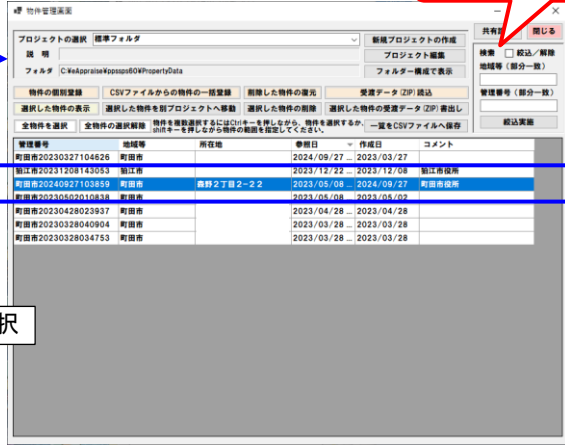 物件管理画面
プロジェクトの選択 標準フォルダ 新規プロジェクトの作成 共有 閉じる
説 明 プロジェクト編集 検索 絞込/解除
フォルダ C:¥eAppraise¥ppssps60¥PropertyData フォルダー構成で表示 地域等 (部分一致)
物件の個別登録 CSVファイルからの物件の一括登録 削除した物件の復元 受渡データ(ZIP)読込 管理番号 (部分一致)
選択した物件の表示 選択した物件を別プロジェクトへ移動 選択した物件の削除 選択した物件の受渡データ(ZIP)書出し
全物件を選択 全物件の選択解除 物件を複数選択するにはCtrlキーを押しながら、物件を選択するか、 一覧をCSVファイルへ保存 絞込実施
shiftキーを押しながら物件の範囲を指定してください。
管理番号 地域等 所在地 参照日 作成日 コメント
町田市20230327104626 町田市 2024/09/27 … 2023/03/27
狛江市20231208143053 狛江市 2023/12/22 … 2023/12/08 狛江市役所
町田市20240927103859 町田市 森野2丁目2-22 2023/05/08 … 2024/09/27 町田市役所
町田市20230502010838 町田市 2023/05/08 … 2023/05/02
町田市20230428023937 町田市 2023/04/28 … 2023/04/28
町田市20230328040904 町田市 2023/03/28 … 2023/03/28
町田市20230328034753 町田市 2023/03/28 … 2023/03/28
択